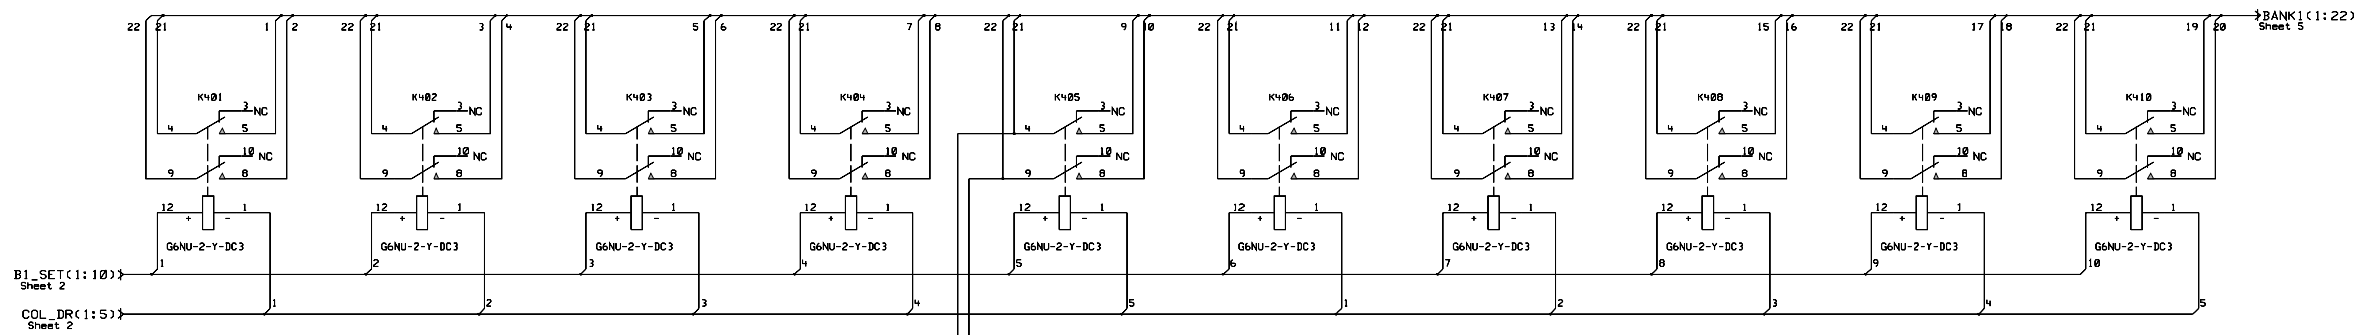 BANK1(1:22)
Sheet 5
22 21 1 2 22 21 3 4 22 21 5 6 22 21 7 8 22 21 9 10 22 21 11 12 22 21 13 14 22 21 15 16 22 21 17 18 22 21 19 20
K401 K402 K403 K404 K405 K406 K407 K408 K409 K410
3 NC 3 NC 3 NC 3 NC 3 NC 3 NC 3 NC 3 NC 3 NC 3 NC
4 5 4 5 4 5 4 5 4 5 4 5 4 5 4 5 4 5 4 5
10 NC 10 NC 10 NC 10 NC 10 NC 10 NC 10 NC 10 NC 10 NC 10 NC
9 8 9 8 9 8 9 8 9 8 9 8 9 8 9 8 9 8 9 8
12 1 12 1 12 1 12 1 12 1 12 1 12 1 12 1 12 1 12 1
+ - + - + - + - + - + - + - + - + - + -
G6NU-2-Y-DC3 G6NU-2-Y-DC3 G6NU-2-Y-DC3 G6NU-2-Y-DC3 G6NU-2-Y-DC3 G6NU-2-Y-DC3 G6NU-2-Y-DC3 G6NU-2-Y-DC3 G6NU-2-Y-DC3 G6NU-2-Y-DC3
1 2 3 4 5 6 7 8 9 10
B1_SET(1:10)
Sheet 2
1 2 3 4 5 1 2 3 4 5
COL_DR(1:5)
Sheet 2